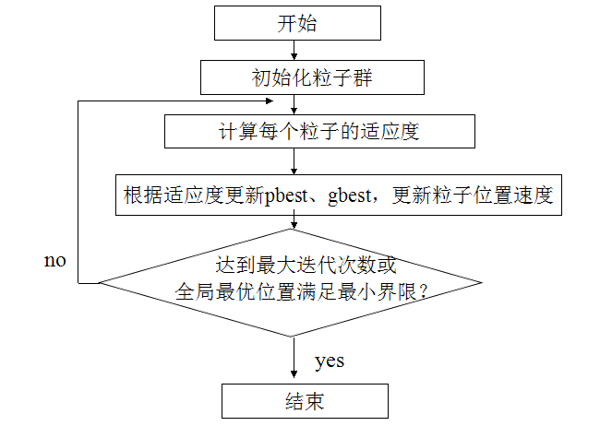 开始
初始化粒子群
计算每个粒子的适应度
根据适应度更新pbest、gbest，更新粒子位置速度
no
达到最大迭代次数或
全局最优位置满足最小界限？
yes
结束